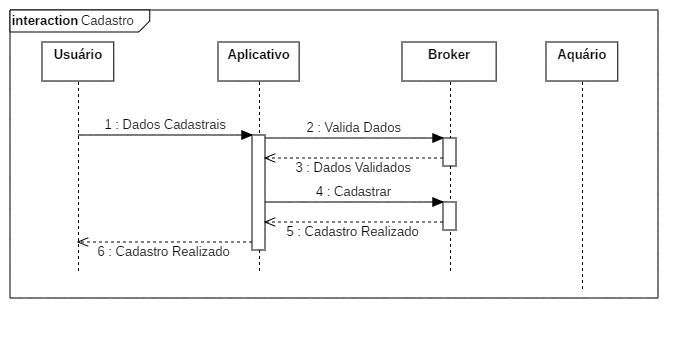 interaction Cadastro
Usuário
Aplicativo
Broker
Aquário
1 : Dados Cadastrais
2 : Valida Dados
3 : Dados Validados
4 : Cadastrar
5 : Cadastro Realizado
6 : Cadastro Realizado